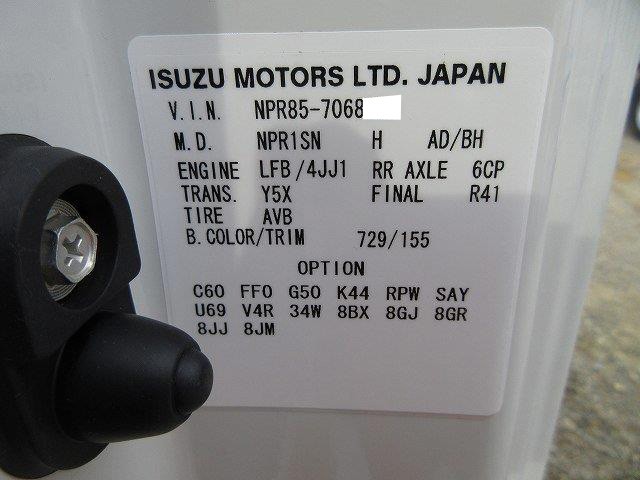 ISUZU MOTORS LTD. JAPAN
V.I.N. NPR85-7068
M.D. NPR1SN H AD/BH
ENGINE LFB/4JJ1 RR AXLE 6CP
TRANS. Y5X FINAL R41
TIRE AVB
B.COLOR/TRIM 729/155
OPTION
C60 FF0 G50 K44 RPW SAY
U69 V4R 34W 8BX 8GJ 8GR
8JJ 8JM